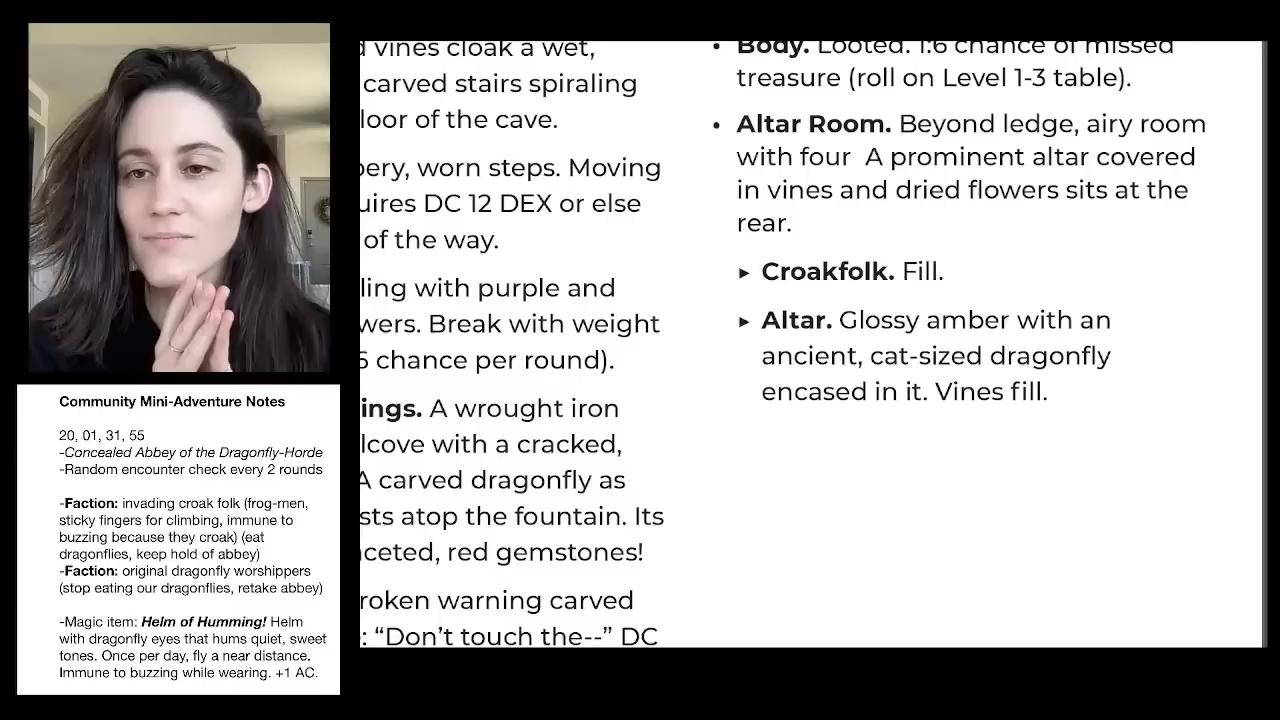 Community Mini-Adventure Notes
20, 01, 31, 55
-Concealed Abbey of the Dragonfly-Horde
-Random encounter check every 2 rounds
-Faction: invading croak folk (frog-men,
sticky fingers for climbing, immune to
buzzing because they croak) (eat
dragonflies, keep hold of abbey)
-Faction: original dragonfly worshippers
(stop eating our dragonflies, retake abbey)
-Magic item: Helm of Humming! Helm
with dragonfly eyes that hums quiet, sweet
tones. Once per day, fly a near distance.
Immune to buzzing while wearing. +1 AC.
d vines cloak a wet,
carved stairs spiraling
loor of the cave.
pery, worn steps. Moving
uires DC 12 DEX or else
of the way.
ling with purple and
wers. Break with weight
6 chance per round).
ings. A wrought iron
lcove with a cracked,
A carved dragonfly as
sts atop the fountain. Its
aceted, red gemstones!
roken warning carved
: “Don’t touch the--” DC
• Body. Looted. 1:6 chance of missed
treasure (roll on Level 1-3 table).
• Altar Room. Beyond ledge, airy room
with four  A prominent altar covered
in vines and dried flowers sits at the
rear.
▸ Croakfolk. Fill.
▸ Altar. Glossy amber with an
ancient, cat-sized dragonfly
encased in it. Vines fill.